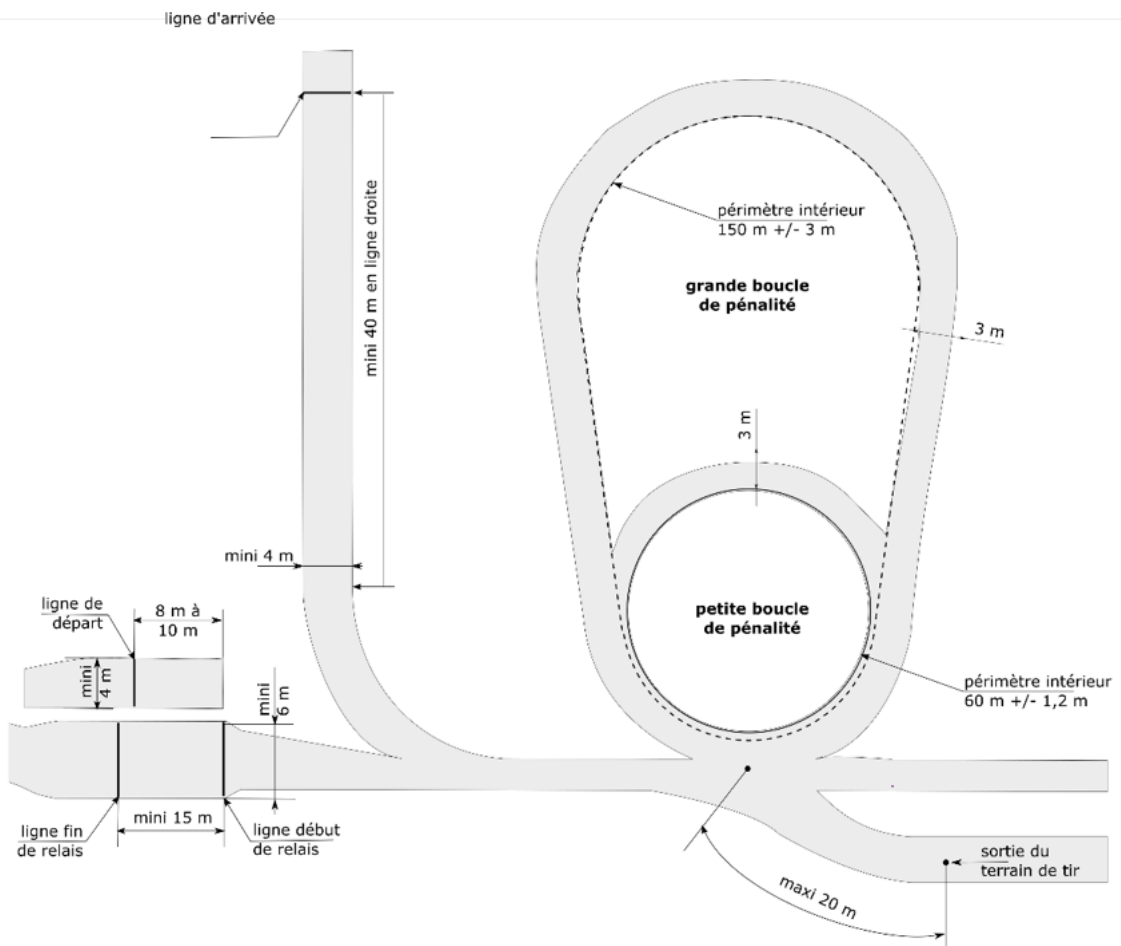 ligne d'arrivée
mini 40 m en ligne droite
périmètre intérieur
150 m +/- 3 m
grande boucle
de pénalité
3 m
3 m
mini 4 m
ligne de
départ
8 m à
10 m
mini
4 m
mini
6 m
petite boucle
de pénalité
périmètre intérieur
60 m +/- 1,2 m
ligne fin
de relais
mini 15 m
ligne début
de relais
sortie du
terrain de tir
maxi 20 m